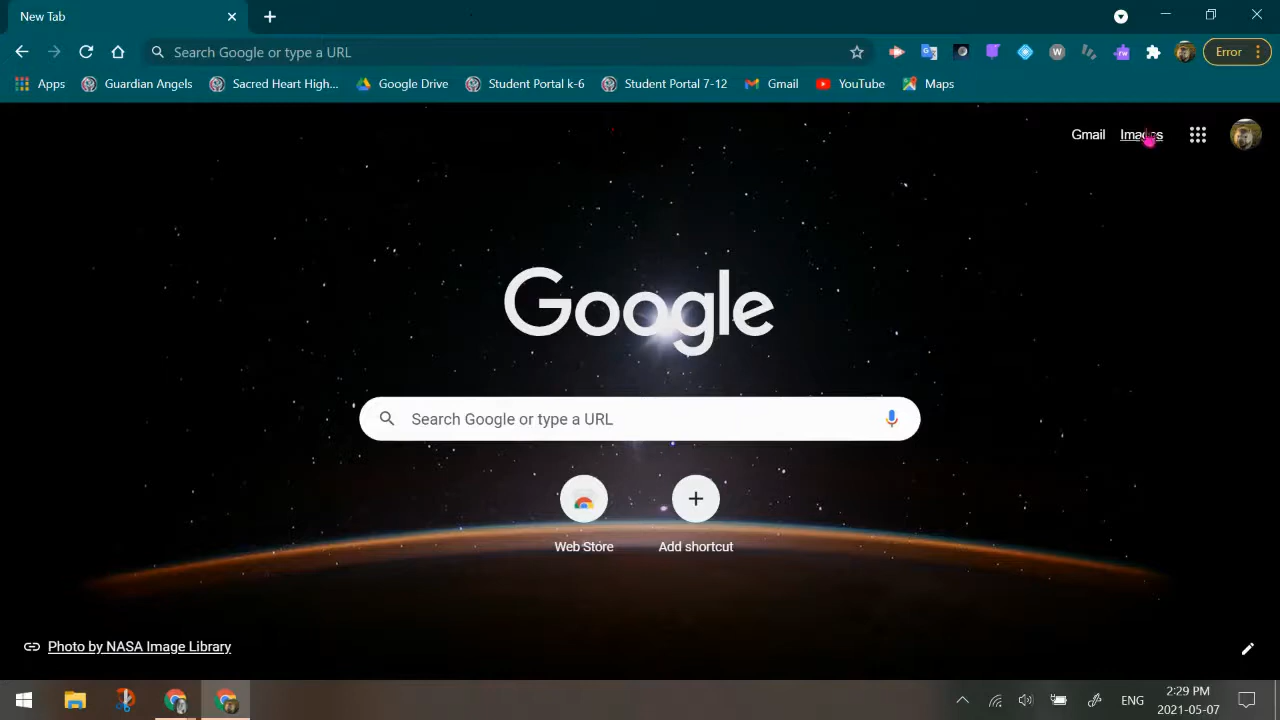 New Tab
Search Google or type a URL
Error
Apps
Guardian Angels
Sacred Heart High...
Google Drive
Student Portal k-6
Student Portal 7-12
Gmail
YouTube
Maps
Gmail
Images
Google
Search Google or type a URL
Web Store
Add shortcut
Photo by NASA Image Library
ENG
2:29 PM
2021-05-07